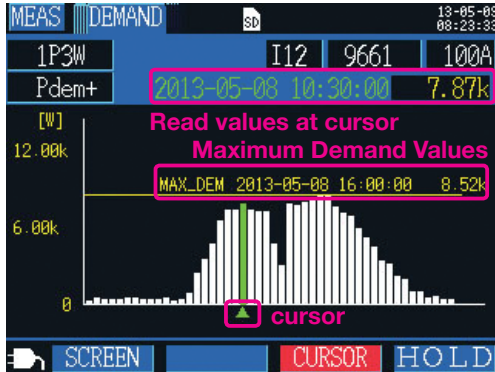 MEAS DEMAND SD 13-05-09
08:23:33
1P3W I12 9661 100A
Pdem+ 2013-05-08 10:30:00 7.87k
[W] Read values at cursor
12.00k Maximum Demand Values
MAX_DEM 2013-05-08 16:00:00 8.52k
6.00k
0
cursor
SCREEN CURSOR HOLD